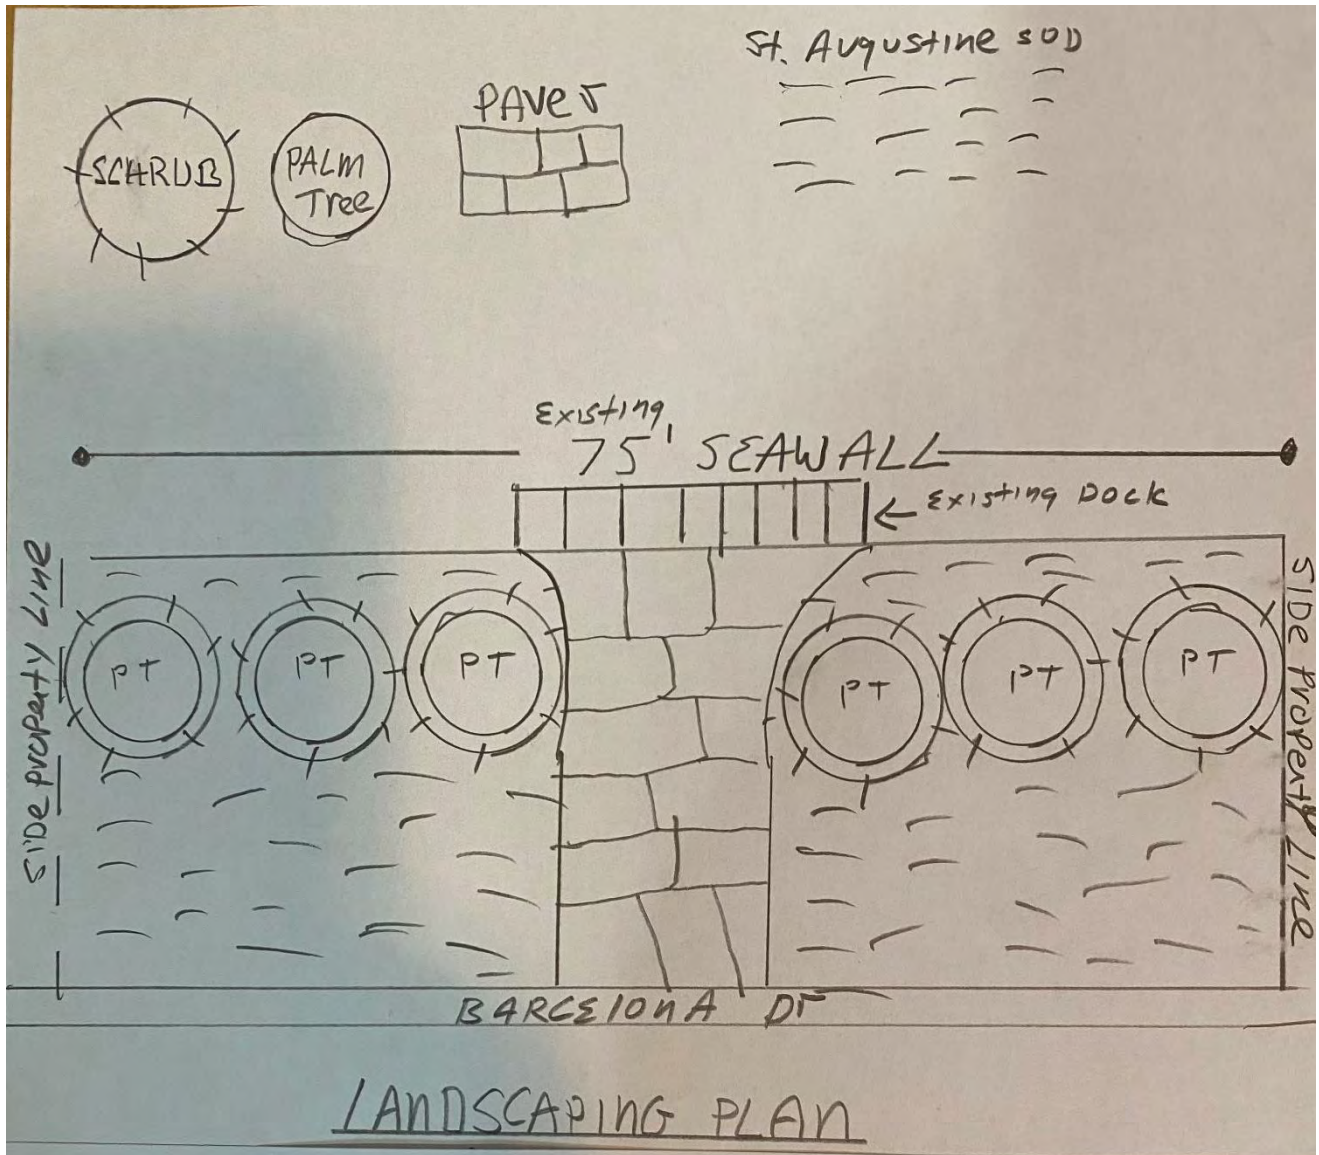 St. Augustine SOD
PAver
SCHRUB
PALM
Tree
Existing
75' SEAWALL
Existing Dock
Side Property Line
SIDe ProPerty Line
PT
PT
PT
PT
PT
PT
BARCElonA Dr
LANDSCAPING PLAN